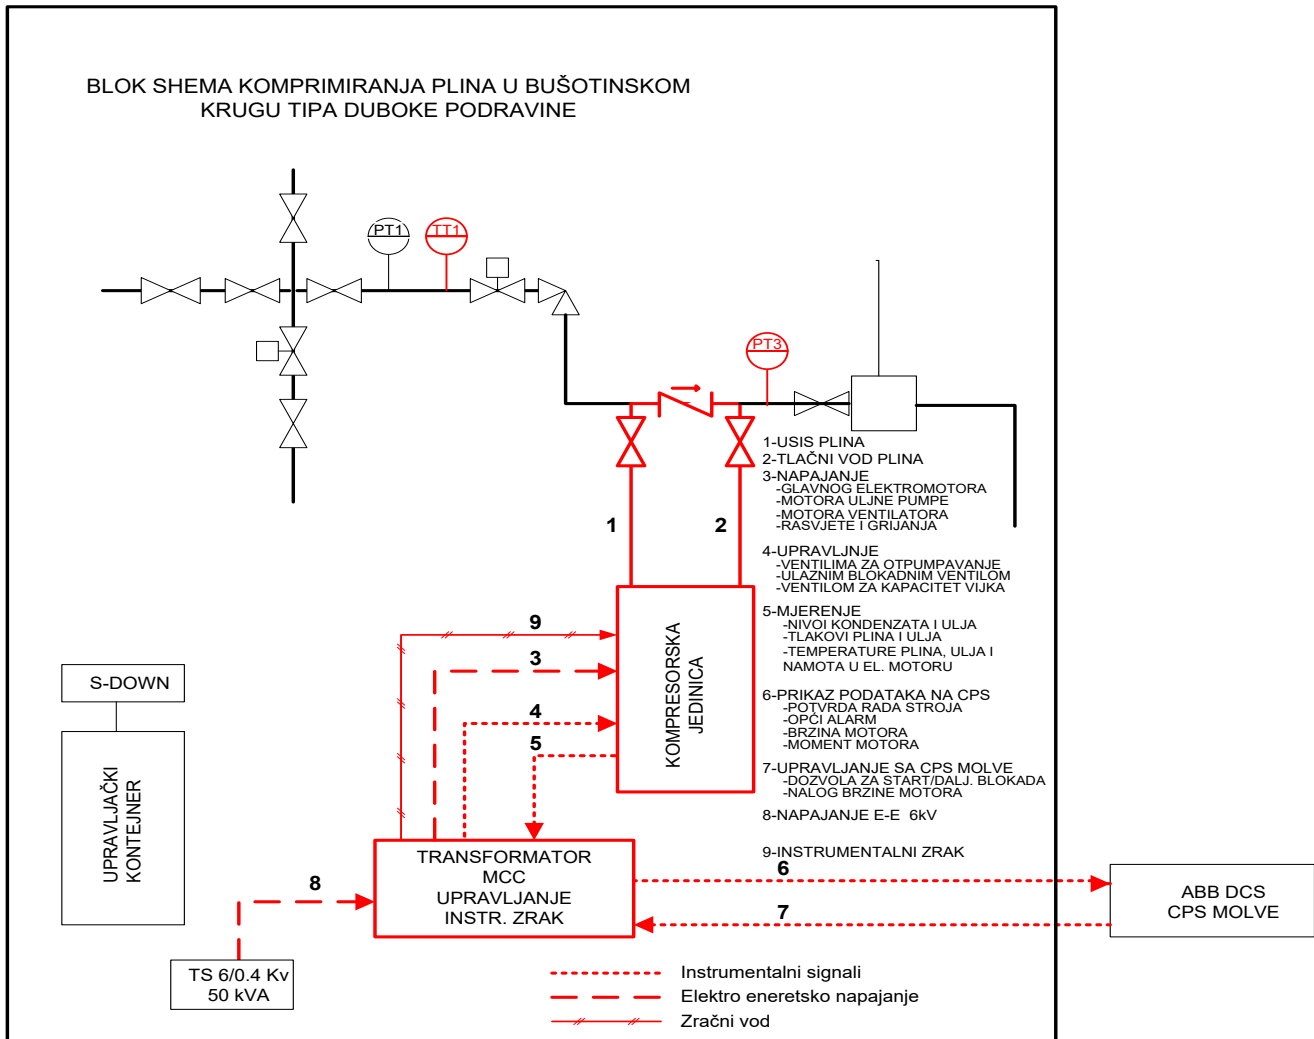 BLOK SHEMA KOMPRIMIRANJA PLINA U BUŠOTINSKOM
KRUGU TIPA DUBOKE PODRAVINE
PT1
TT1
PT3
1-USIS PLINA
2-TLAČNI VOD PLINA
3-NAPAJANJE
-GLAVNOG ELEKTROMOTORA
-MOTORA ULJNE PUMPE
-MOTORA VENTILATORA
-RASVJETE I GRIJANJA
4-UPRAVLJNJE
-VENTILIMA ZA OTPUMPAVANJE
-ULAZNIM BLOKADNIM VENTILOM
-VENTILOM ZA KAPACITET VIJKA
5-MJERENJE
-NIVOI KONDENZATA I ULJA
-TLAKOVI PLINA I ULJA
-TEMPERATURE PLINA, ULJA I
NAMOTA U EL. MOTORU
6-PRIKAZ PODATAKA NA CPS
-POTVRDA RADA STROJA
-OPĆI ALARM
-BRZINA MOTORA
-MOMENT MOTORA
7-UPRAVLJANJE SA CPS MOLVE
-DOZVOLA ZA START/DALJ. BLOKADA
-NALOG BRZINE MOTORA
8-NAPAJANJE E-E 6kV
9-INSTRUMENTALNI ZRAK
1
2
9
3
4
5
KOMPRESORSKA
JEDINICA
S-DOWN
UPRAVLJAČKI
KONTEJNER
TRANSFORMATOR
MCC
UPRAVLJANJE
INSTR. ZRAK
8
6
7
ABB DCS
CPS MOLVE
TS 6/0.4 Kv
50 kVA
Instrumentalni signali
Elektro eneretsko napajanje
Zračni vod